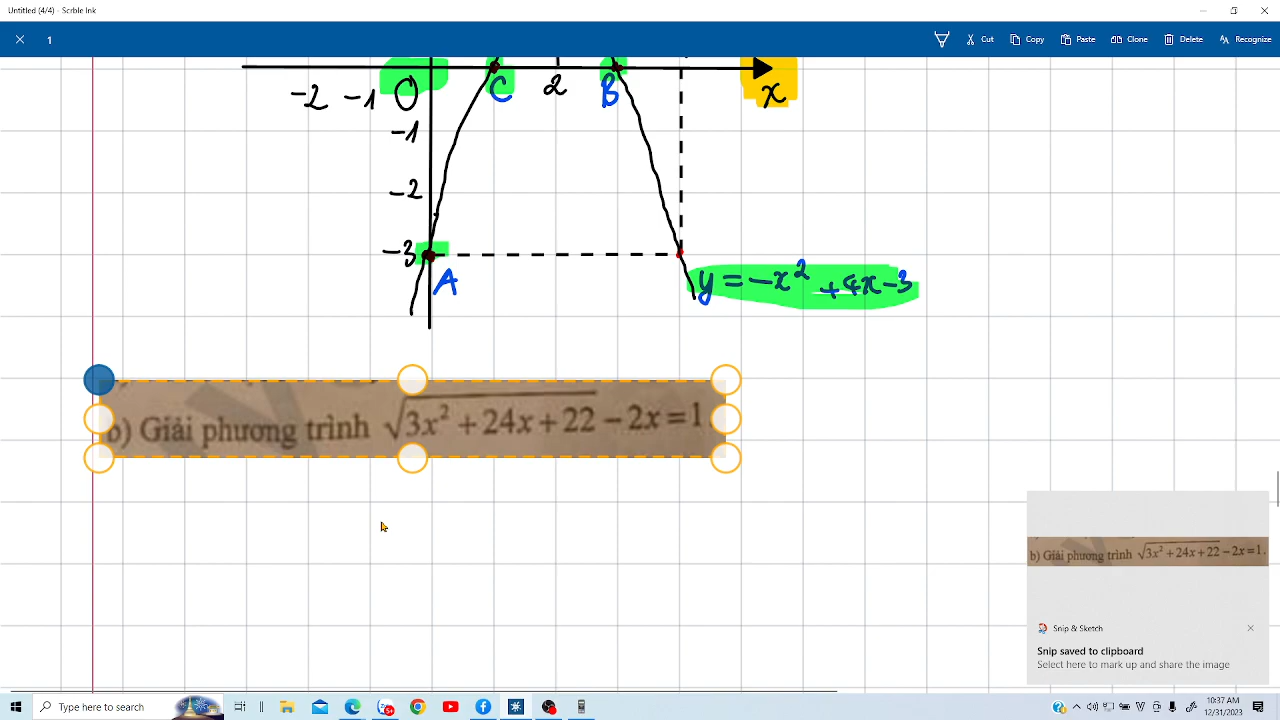 Untitled (4/4) - Scrble Ink
1
Cut Copy Paste Clone Delete Recognize
-2 -1 O C 2 B x
-1
-2
-3
A
y = -x² + 4x - 3
b) Giải phương trình √(3x² + 24x + 22) − 2x = 1
b) Giải phương trình √(3x² + 24x + 22) − 2x = 1.
Snip & Sketch
Snip saved to clipboard
Select here to mark up and share the image
Type here to search
5+
10:37 AM
12/31/2023